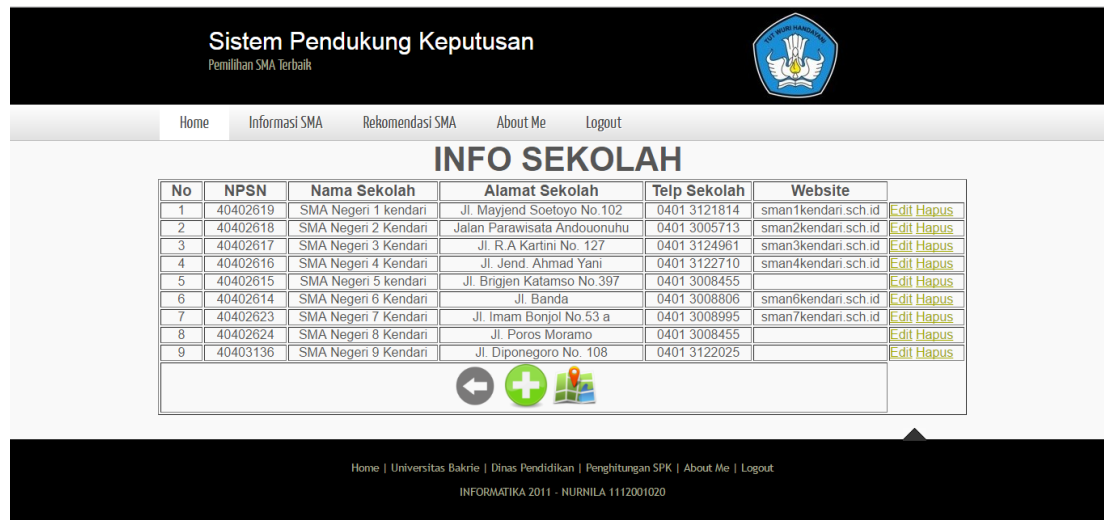 Sistem Pendukung Keputusan
Pemilihan SMA Terbaik
TUT WURI HANDAYANI
Home Informasi SMA Rekomendasi SMA About Me Logout
INFO SEKOLAH
No NPSN Nama Sekolah Alamat Sekolah Telp Sekolah Website
1 40402619 SMA Negeri 1 kendari Jl. Mayjend Soetoyo No.102 0401 3121814 sman1kendari.sch.id Edit Hapus
2 40402618 SMA Negeri 2 Kendari Jalan Parawisata Andouonuhu 0401 3005713 sman2kendari.sch.id Edit Hapus
3 40402617 SMA Negeri 3 Kendari Jl. R.A Kartini No. 127 0401 3124961 sman3kendari.sch.id Edit Hapus
4 40402616 SMA Negeri 4 Kendari Jl. Jend. Ahmad Yani 0401 3122710 sman4kendari.sch.id Edit Hapus
5 40402615 SMA Negeri 5 kendari Jl. Brigjen Katamso No.397 0401 3008455 Edit Hapus
6 40402614 SMA Negeri 6 Kendari Jl. Banda 0401 3008806 sman6kendari.sch.id Edit Hapus
7 40402623 SMA Negeri 7 Kendari Jl. Imam Bonjol No.53 a 0401 3008995 sman7kendari.sch.id Edit Hapus
8 40402624 SMA Negeri 8 Kendari Jl. Poros Moramo 0401 3008455 Edit Hapus
9 40403136 SMA Negeri 9 Kendari Jl. Diponegoro No. 108 0401 3122025 Edit Hapus
Home | Universitas Bakrie | Dinas Pendidikan | Penghitungan SPK | About Me | Logout
INFORMATIKA 2011 - NURNILA 1112001020